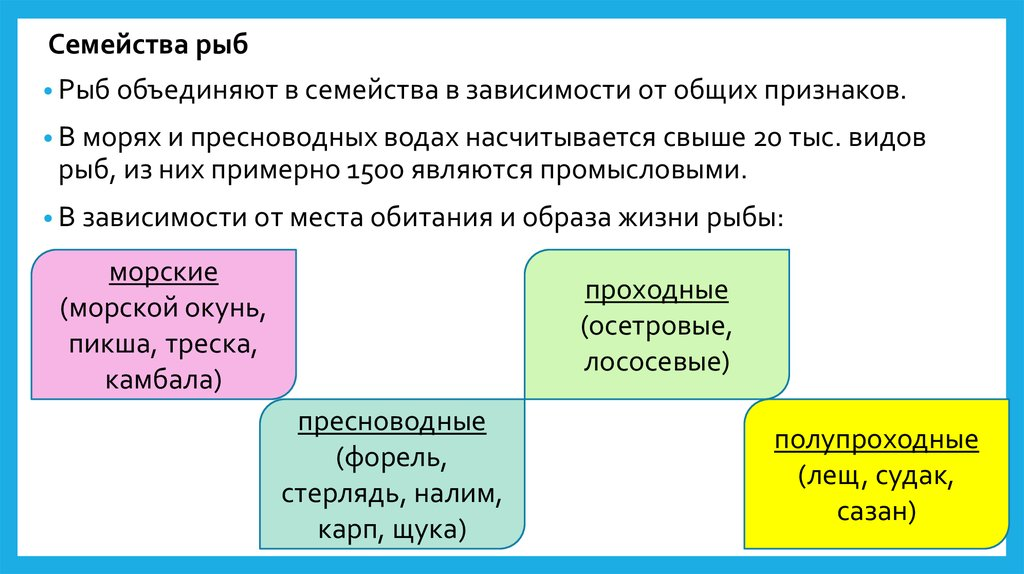 Семейства рыб
• Рыб объединяют в семейства в зависимости от общих признаков.
• В морях и пресноводных водах насчитывается свыше 20 тыс. видов
рыб, из них примерно 1500 являются промысловыми.
• В зависимости от места обитания и образа жизни рыбы:
морские
(морской окунь,
пикша, треска,
камбала)
пресноводные
(форель,
стерлядь, налим,
карп, щука)
проходные
(осетровые,
лососевые)
полупроходные
(лещ, судак,
сазан)